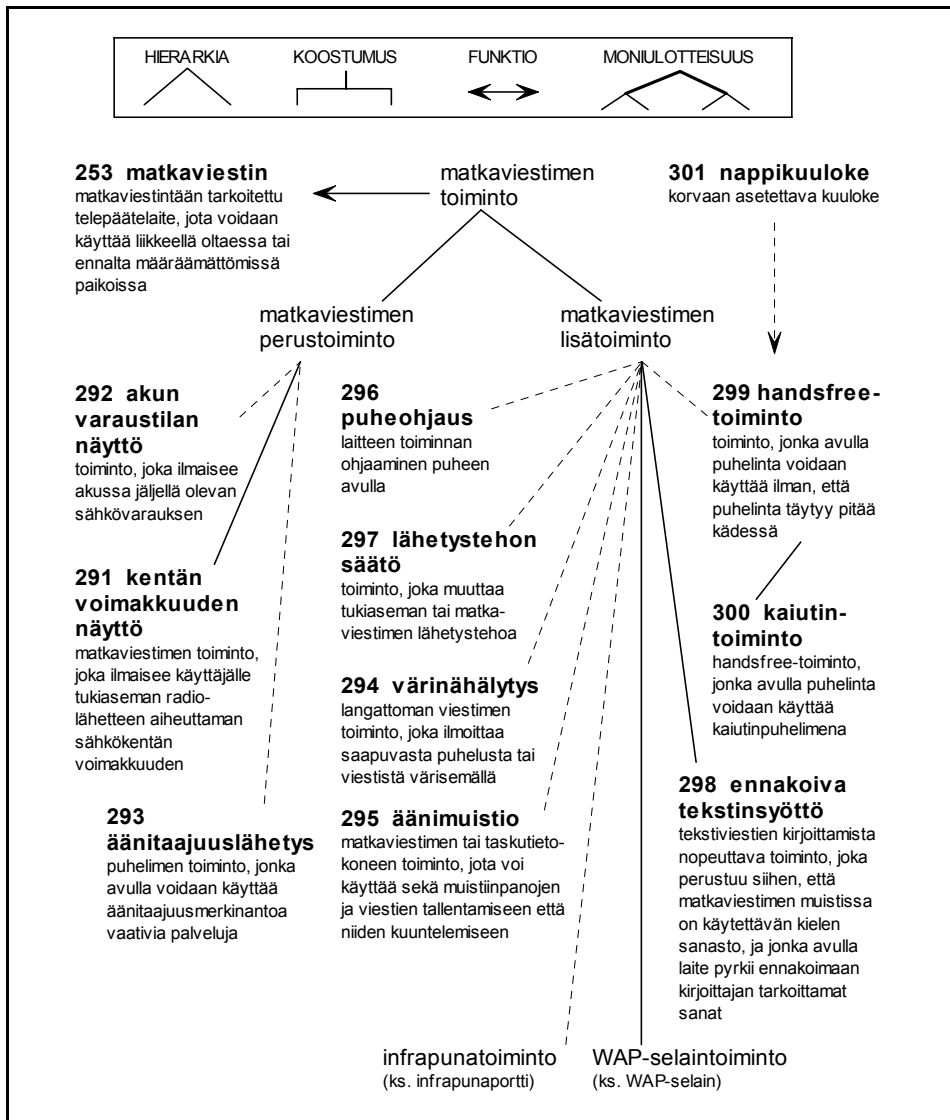 HIERARKIA KOOSTUMUS FUNKTIO MONIULOTTEISUUS
253 matkaviestin
matkaviestintään tarkoitettu
telepäätelaite, jota voidaan
käyttää liikkeellä oltaessa tai
ennalta määräämättömissä
paikoissa
matkaviestimen
toiminto
301 nappikuuloke
korvaan asetettava kuuloke
matkaviestimen
perustoiminto
matkaviestimen
lisätoiminto
292 akun
varaustilan
näyttö
toiminto, joka ilmaisee
akussa jäljellä olevan
sähkövarauksen
291 kentän
voimakkuuden
näyttö
matkaviestimen toiminto,
joka ilmaisee käyttäjälle
tukiaseman radio-
lähetteen aiheuttaman
sähkökentän
voimakkuuden
293
äänitaajuuslähetys
puhelimen toiminto, jonka
avulla voidaan käyttää
äänitaajuusmerkinantoa
vaativia palveluja
296
puheohjaus
laitteen toiminnan
ohjaaminen puheen
avulla
297 lähetystehon
säätö
toiminto, joka muuttaa
tukiaseman tai matka-
viestimen lähetystehoa
294 värinähälytys
langattoman viestimen
toiminto, joka ilmoittaa
saapuvasta puhelusta tai
viestistä värisemällä
295 äänimuistio
matkaviestimen tai taskutieto-
koneen toiminto, jota voi
käyttää sekä muistiinpanojen
ja viestien tallentamiseen että
niiden kuuntelemiseen
299 handsfree-
toiminto
toiminto, jonka avulla
puhelinta voidaan
käyttää ilman, että
puhelinta täytyy pitää
kädessä
300 kaiutin-
toiminto
handsfree-toiminto,
jonka avulla puhelinta
voidaan käyttää
kaiutinpuhelimena
298 ennakoiva
tekstinsyöttö
tekstiviestien kirjoittamista
nopeuttava toiminto, joka
perustuu siihen, että
matkaviestimen muistissa
on käytettävän kielen
sanasto, ja jonka avulla
laite pyrkii ennakoimaan
kirjoittajan tarkoittamat
sanat
infrapunatoiminto
(ks. infrapunaportti)
WAP-selaintoiminto
(ks. WAP-selain)